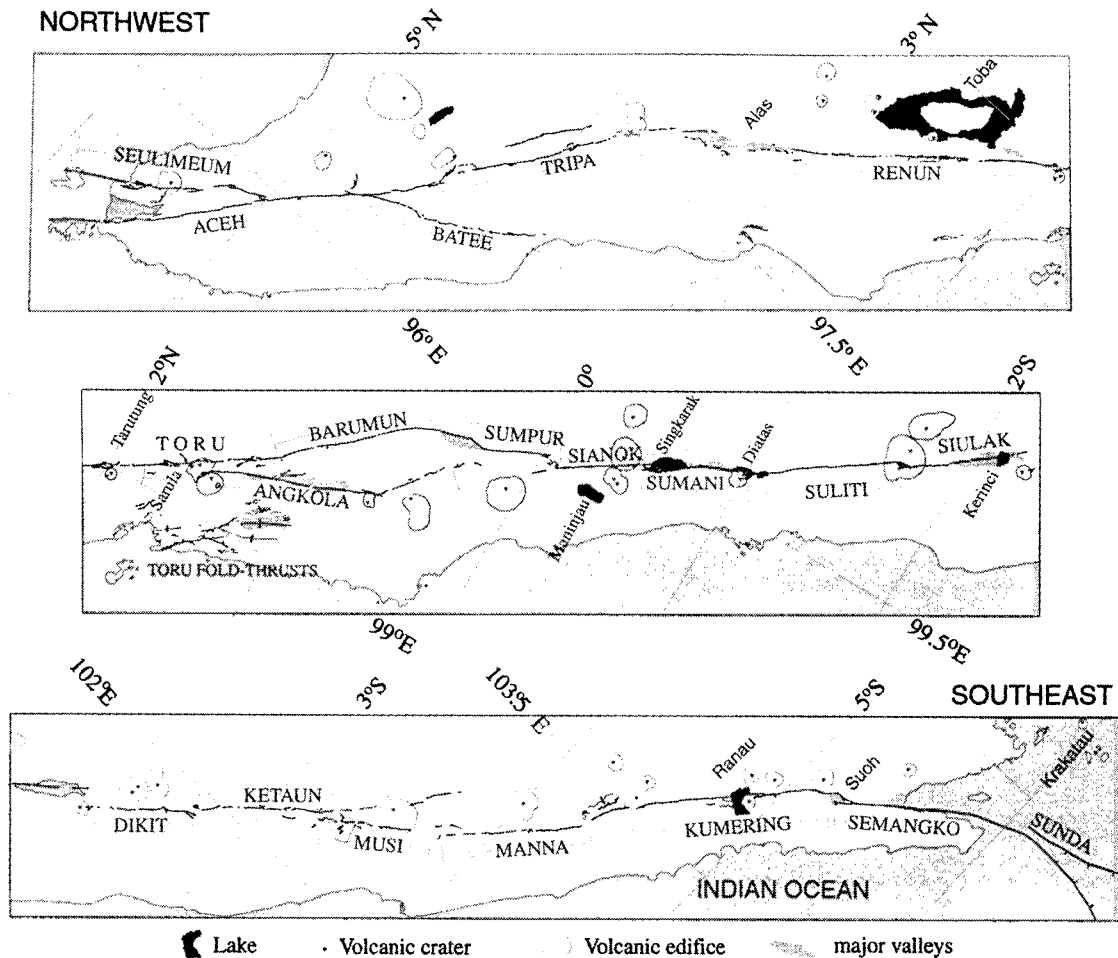 NORTHWEST
5° N
3° N
Toba
Alas
SEULIMEUM
TRIPA
RENUN
ACEH
BATEE
96° E
97.5° E
2°N
0°
2°S
Tarutung
Singkarak
Diatas
TORU
BARUMUN
SUMPUR
SIANOK
SIULAK
Sarula
ANGKOLA
SUMANI
SULITI
Maninjau
Kerinci
TORU FOLD-THRUSTS
99°E
99.5°E
102°E
3°S
103.5 E
5°S
SOUTHEAST
Ranau
Suoh
Krakatau
KETAUN
DIKIT
MUSI
MANNA
KUMERING
SEMANGKO
SUNDA
INDIAN OCEAN
Lake
Volcanic crater
Volcanic edifice
major valleys